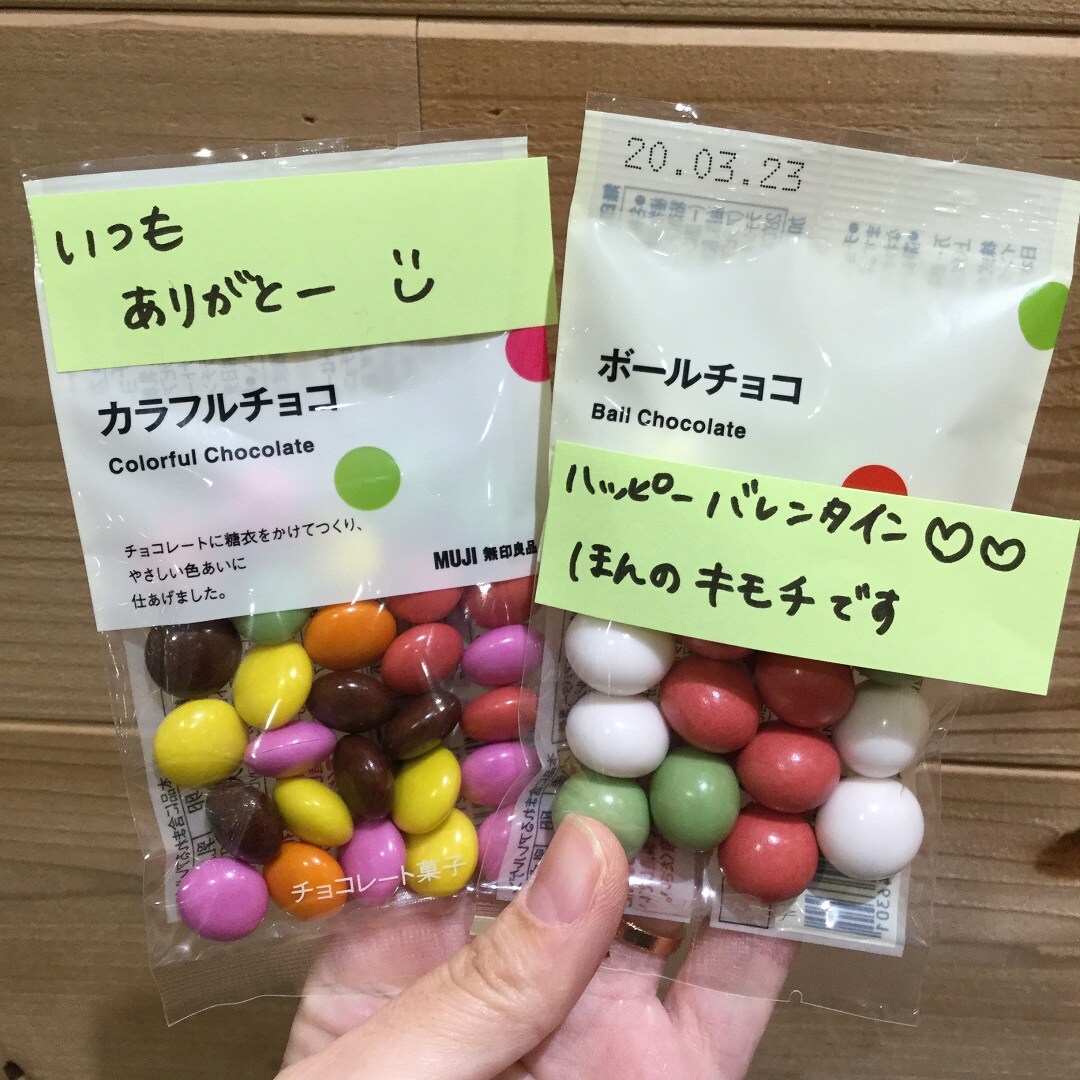 いつも
ありがとー
カラフルチョコ
Colorful Chocolate
チョコレートに糖衣をかけてつくり、
やさしい色あいに
仕あげました。
MUJI 無印良品
チョコレート菓子
20.03.23
ボールチョコ
Ball Chocolate
ハッピーバレンタイン♡♡
ほんのキモチです